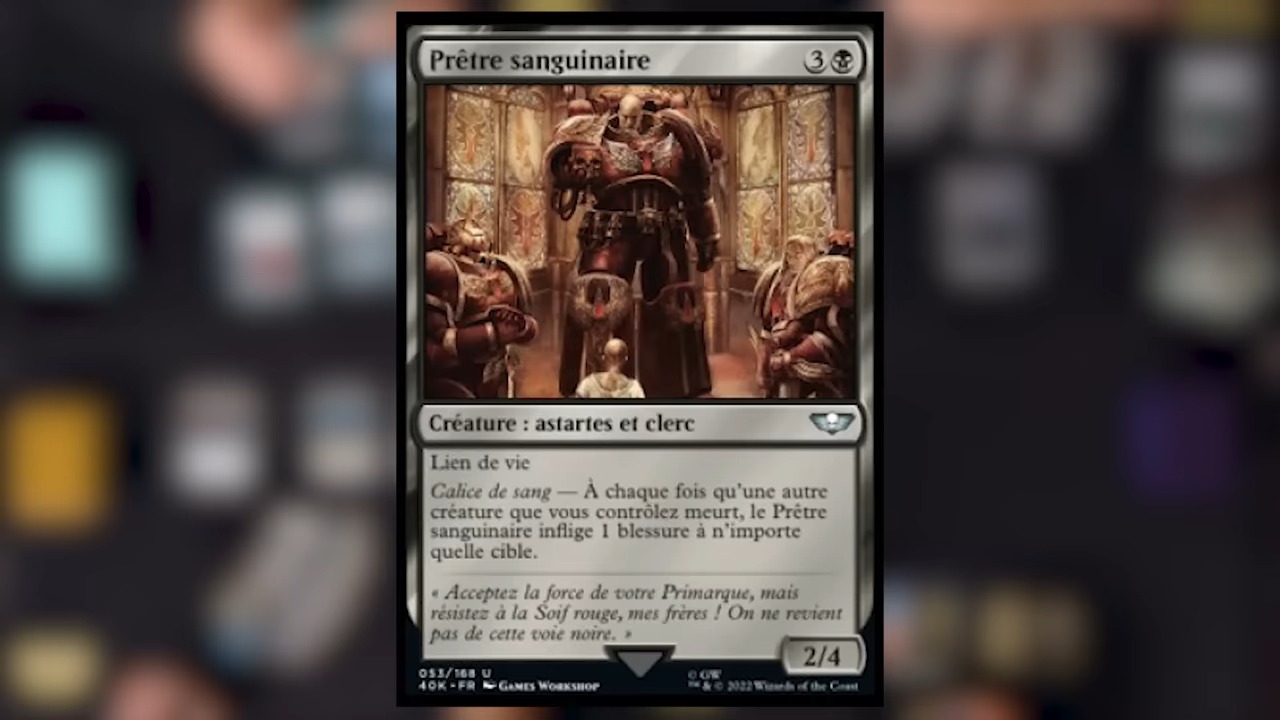 Prêtre sanguinaire 3
Créature : astartes et clerc
Lien de vie
Calice de sang — À chaque fois qu'une autre
créature que vous contrôlez meurt, le Prêtre
sanguinaire inflige 1 blessure à n'importe
quelle cible.
« Acceptez la force de votre Primarque, mais
résistez à la Soif rouge, mes frères ! On ne revient
pas de cette voie noire. »
2/4
053/168 U
40K • FR Games Workshop
© GW
™ & © 2022 Wizards of the Coast